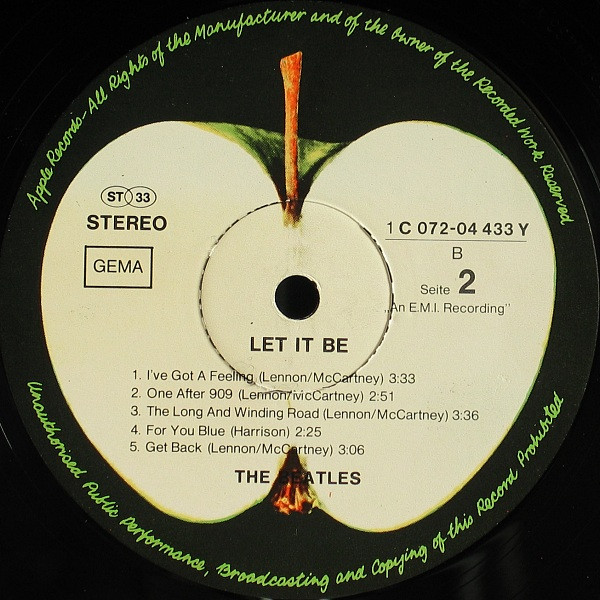 Apple Records-All Rights of the Manufacturer and of the Owner of the Recorded Work Reserved
ST 33
STEREO
GEMA
1 C 072-04 433 Y
B
Seite 2
„An E.M.I. Recording"
LET IT BE
1. I've Got A Feeling (Lennon/McCartney) 3:33
2. One After 909 (Lennon/McCartney) 2:51
3. The Long And Winding Road (Lennon/McCartney) 3:36
4. For You Blue (Harrison) 2:25
5. Get Back (Lennon/McCartney) 3:06
THE BEATLES
Unauthorised Public Performance, Broadcasting and Copying of this Record Prohibited